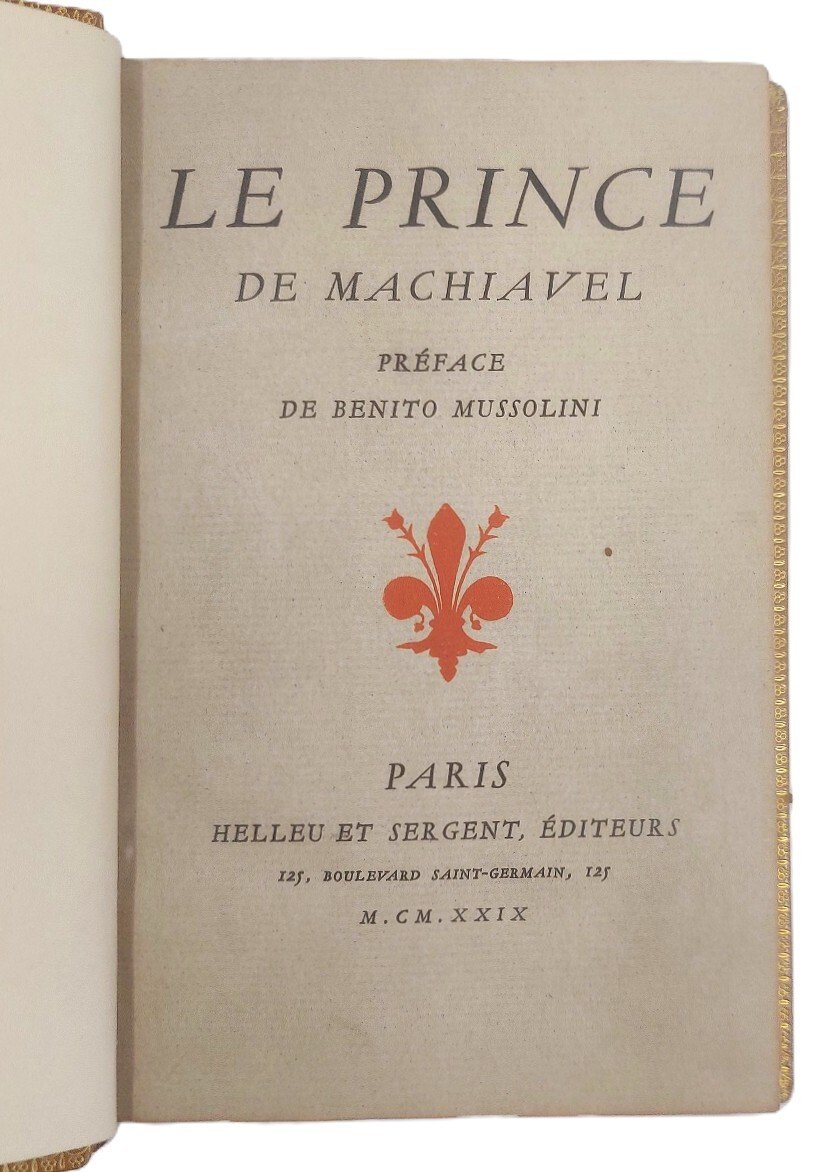 LE PRINCE
DE MACHIAVEL
PRÉFACE
DE BENITO MUSSOLINI
PARIS
HELLEU ET SERGENT, ÉDITEURS
125, BOULEVARD SAINT-GERMAIN, 125
M.CM.XXIX